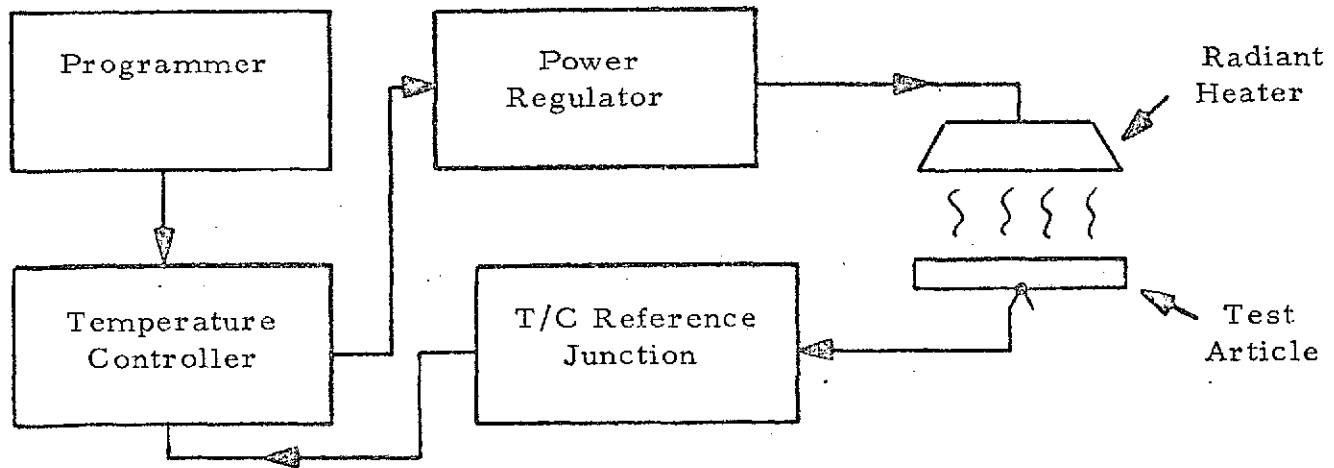 Programmer
Power
Regulator
Radiant
Heater
Temperature
Controller
T/C Reference
Junction
Test
Article